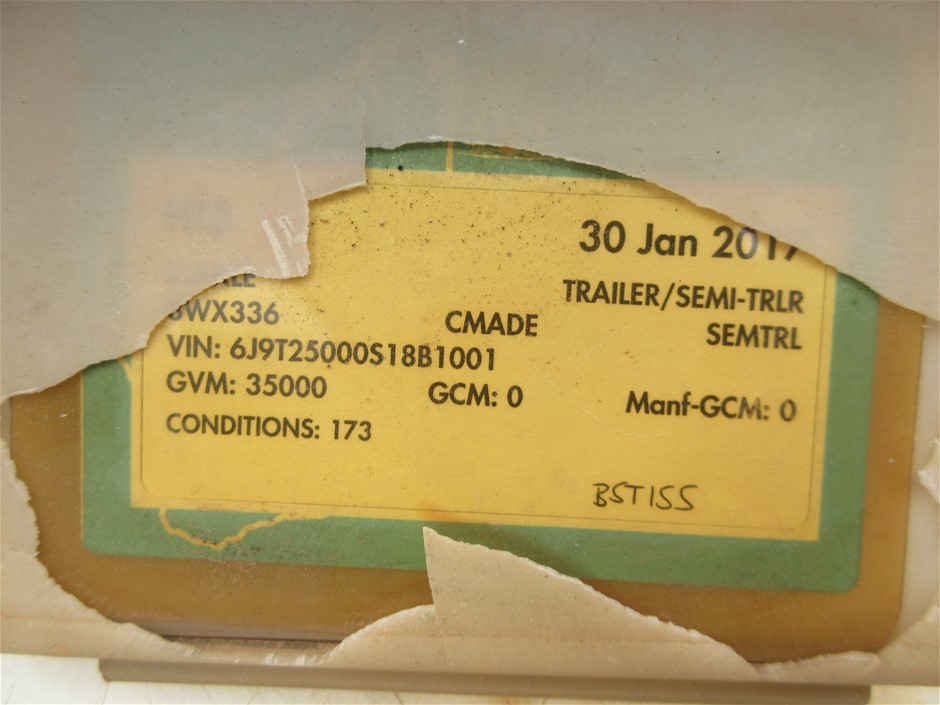 30 Jan 2017
TRAILER/SEMI-TRLR
WX336
CMADE
SEMTRL
VIN: 6J9T25000S18B1001
GVM: 35000
GCM: 0
Manf-GCM: 0
CONDITIONS: 173
BST155